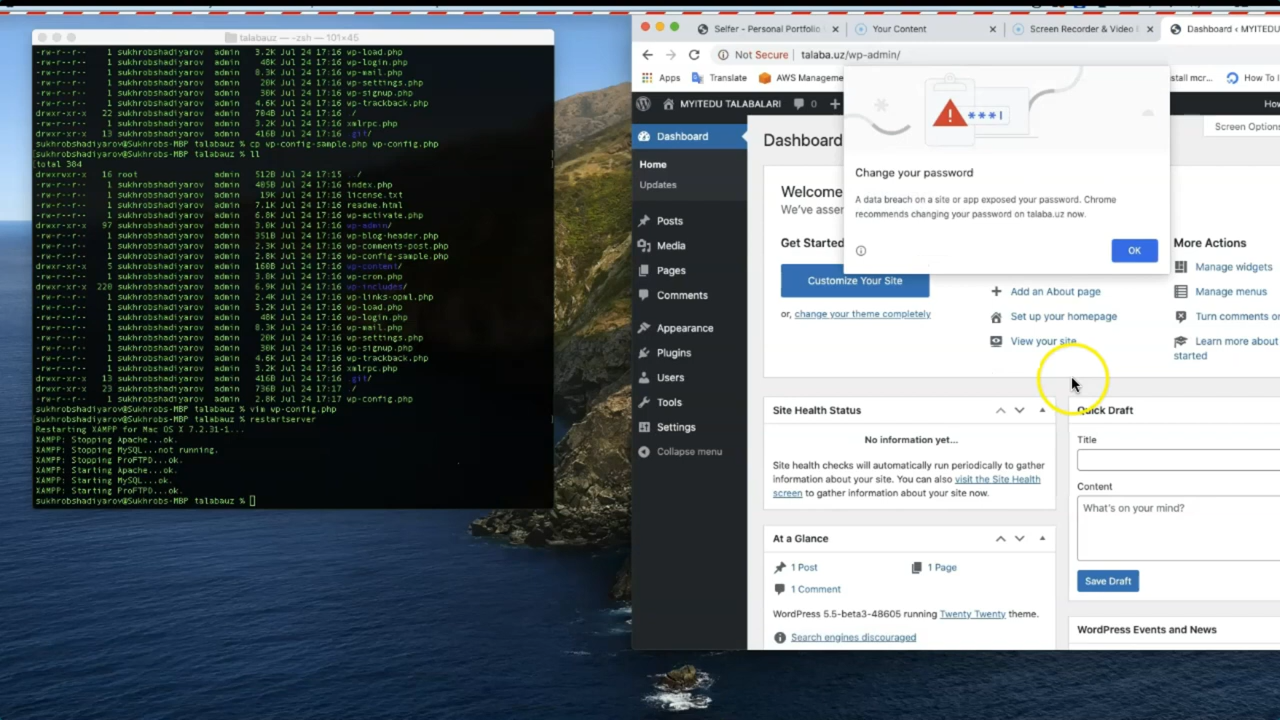 talabauz — -zsh — 101×45
-rw-r--r-- 1 sukhrobshadiyarov admin 3.2K Jul 24 17:16 wp-load.php
-rw-r--r-- 1 sukhrobshadiyarov admin 48K Jul 24 17:16 wp-login.php
-rw-r--r-- 1 sukhrobshadiyarov admin 8.3K Jul 24 17:16 wp-mail.php
-rw-r--r-- 1 sukhrobshadiyarov admin 20K Jul 24 17:16 wp-settings.php
-rw-r--r-- 1 sukhrobshadiyarov admin 30K Jul 24 17:16 wp-signup.php
-rw-r--r-- 1 sukhrobshadiyarov admin 4.6K Jul 24 17:16 wp-trackback.php
drwxr-xr-x 22 sukhrobshadiyarov admin 704B Jul 24 17:16 ./
-rw-r--r-- 1 sukhrobshadiyarov admin 3.2K Jul 24 17:16 xmlrpc.php
drwxr-xr-x 13 sukhrobshadiyarov admin 416B Jul 24 17:16 .git/
sukhrobshadiyarov@Sukhrobs-MBP talabauz % cp wp-config-sample.php wp-config.php
sukhrobshadiyarov@Sukhrobs-MBP talabauz % ll
total 384
drwxrwxr-x 16 root admin 512B Jul 24 17:15 ../
-rw-r--r-- 1 sukhrobshadiyarov admin 405B Jul 24 17:16 index.php
-rw-r--r-- 1 sukhrobshadiyarov admin 19K Jul 24 17:16 license.txt
-rw-r--r-- 1 sukhrobshadiyarov admin 7.1K Jul 24 17:16 readme.html
-rw-r--r-- 1 sukhrobshadiyarov admin 6.8K Jul 24 17:16 wp-activate.php
drwxr-xr-x 97 sukhrobshadiyarov admin 3.0K Jul 24 17:16 wp-admin/
-rw-r--r-- 1 sukhrobshadiyarov admin 351B Jul 24 17:16 wp-blog-header.php
-rw-r--r-- 1 sukhrobshadiyarov admin 2.3K Jul 24 17:16 wp-comments-post.php
-rw-r--r-- 1 sukhrobshadiyarov admin 2.8K Jul 24 17:16 wp-config-sample.php
drwxr-xr-x 5 sukhrobshadiyarov admin 160B Jul 24 17:16 wp-content/
-rw-r--r-- 1 sukhrobshadiyarov admin 3.8K Jul 24 17:16 wp-cron.php
drwxr-xr-x 220 sukhrobshadiyarov admin 6.9K Jul 24 17:16 wp-includes/
-rw-r--r-- 1 sukhrobshadiyarov admin 2.4K Jul 24 17:16 wp-links-opml.php
-rw-r--r-- 1 sukhrobshadiyarov admin 3.2K Jul 24 17:16 wp-load.php
-rw-r--r-- 1 sukhrobshadiyarov admin 48K Jul 24 17:16 wp-login.php
-rw-r--r-- 1 sukhrobshadiyarov admin 8.3K Jul 24 17:16 wp-mail.php
-rw-r--r-- 1 sukhrobshadiyarov admin 20K Jul 24 17:16 wp-settings.php
-rw-r--r-- 1 sukhrobshadiyarov admin 30K Jul 24 17:16 wp-signup.php
-rw-r--r-- 1 sukhrobshadiyarov admin 4.6K Jul 24 17:16 wp-trackback.php
-rw-r--r-- 1 sukhrobshadiyarov admin 3.2K Jul 24 17:16 xmlrpc.php
drwxr-xr-x 13 sukhrobshadiyarov admin 416B Jul 24 17:16 .git/
drwxr-xr-x 23 sukhrobshadiyarov admin 736B Jul 24 17:17 ./
-rw-r--r-- 1 sukhrobshadiyarov admin 2.8K Jul 24 17:17 wp-config.php
sukhrobshadiyarov@Sukhrobs-MBP talabauz % vim wp-config.php
sukhrobshadiyarov@Sukhrobs-MBP talabauz % restartserver
Restarting XAMPP for Mac OS X 7.2.31-1...
XAMPP: Stopping Apache...ok.
XAMPP: Stopping MySQL...not running.
XAMPP: Stopping ProFTPD...ok.
XAMPP: Starting Apache...ok.
XAMPP: Starting MySQL...ok.
XAMPP: Starting ProFTPD...ok.
sukhrobshadiyarov@Sukhrobs-MBP talabauz %
Selfer - Personal Portfolio
Your Content
Screen Recorder & Video
Dashboard ‹ MYITEDU
Not Secure talaba.uz/wp-admin/
Apps
Translate
AWS Manageme
stall mcr...
How To I
MYITEDU TALABALARI 0
How
Dashboard
Home
Updates
Posts
Media
Pages
Comments
Appearance
Plugins
Users
Tools
Settings
Collapse menu
Dashboard
Screen Option
***|
Change your password
A data breach on a site or app exposed your password. Chrome
recommends changing your password on talaba.uz now.
OK
Welcome
We've asse
Get Started
Customize Your Site
or, change your theme completely
Add an About page
Set up your homepage
View your site
More Actions
Manage widgets
Manage menus
Turn comments o
Learn more about
started
Site Health Status
No information yet...
Site health checks will automatically run periodically to gather
information about your site. You can also visit the Site Health
screen to gather information about your site now.
At a Glance
1 Post
1 Page
1 Comment
WordPress 5.5-beta3-48605 running Twenty Twenty theme.
Search engines discouraged
Quick Draft
Title
Content
What's on your mind?
Save Draft
WordPress Events and News